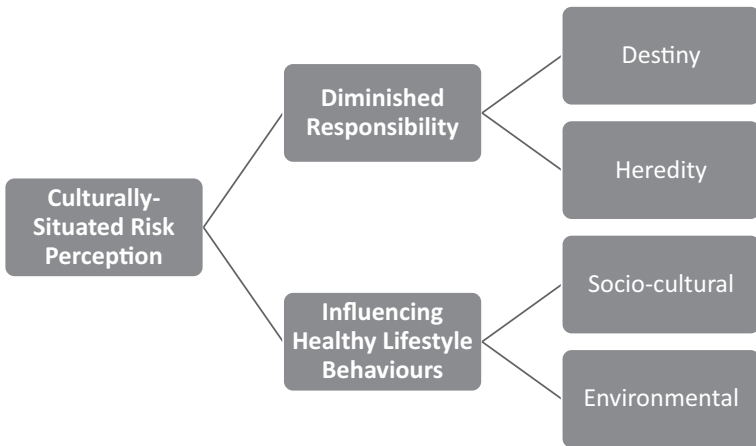 Culturally-
Situated Risk
Perception
Diminished
Responsibility
Destiny
Heredity
Influencing
Healthy Lifestyle
Behaviours
Socio-cultural
Environmental